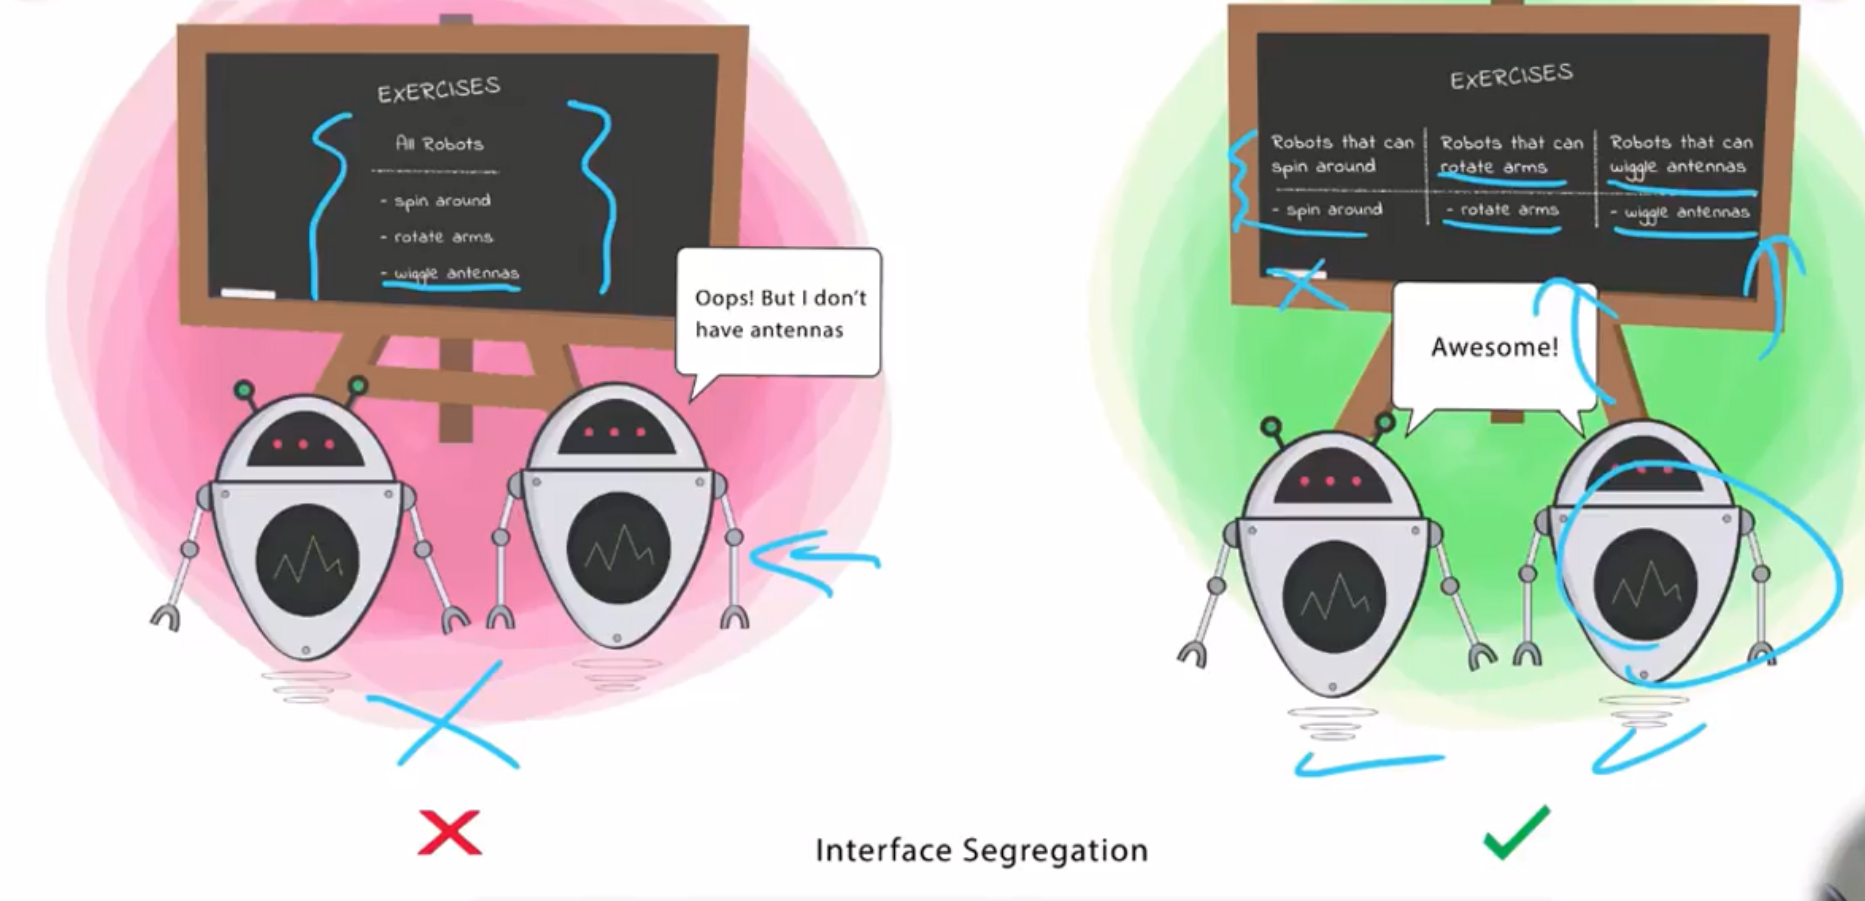 EXERCISES
All Robots
- spin around
- rotate arms
- wiggle antennas
Oops! But I don't
have antennas
EXERCISES
Robots that can
spin around
- spin around
Robots that can
rotate arms
- rotate arms
Robots that can
wiggle antennas
- wiggle antennas
Awesome!
Interface Segregation